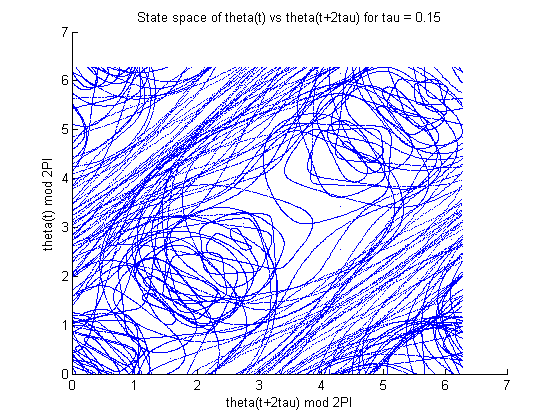 State space of theta(t) vs theta(t+2tau) for tau = 0.15
7
6
5
4
3
2
1
0
theta(t) mod 2PI
0 1 2 3 4 5 6 7
theta(t+2tau) mod 2PI